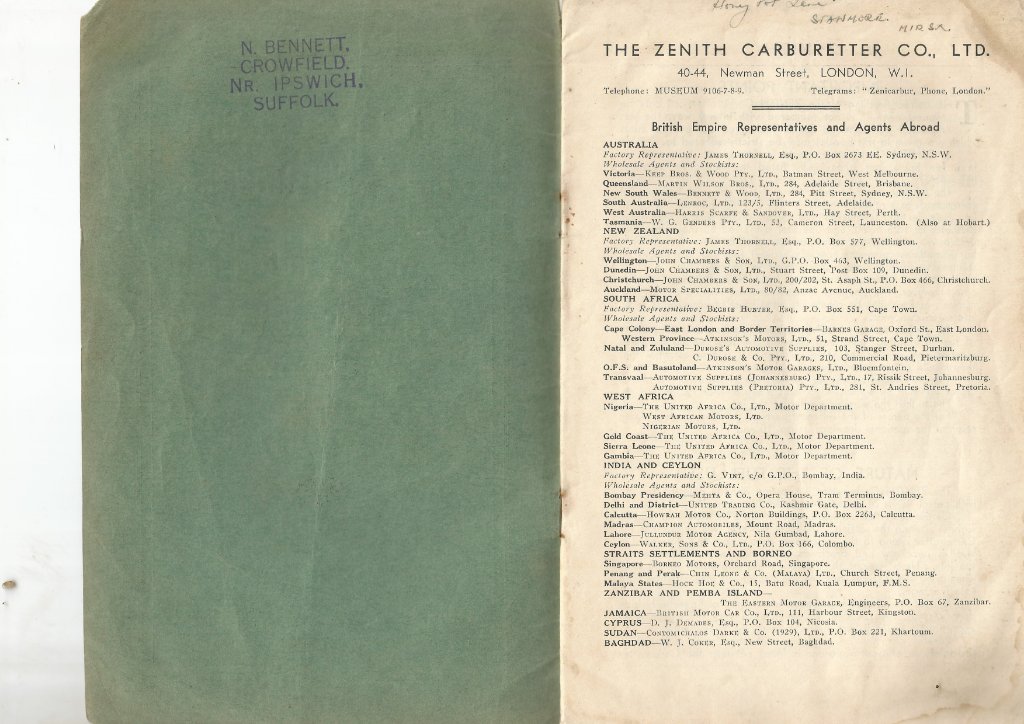 N. BENNETT.
CROWFIELD.
NR. IPSWICH,
SUFFOLK.
STANMORE.
THE ZENITH CARBURETTER CO., LTD.
40-44, Newman Street, LONDON, W.1.
Telephone: MUSEUM 9106-7-8-9. Telegrams: "Zenicarbur, Phone, London."
British Empire Representatives and Agents Abroad
AUSTRALIA
Factory Representative: JAMES THORNELL, Esq., P.O. Box 2673 EE. Sydney, N.S.W.
Wholesale Agents and Stockists:
Victoria—KEEP BROS. & WOOD PTY., LTD., Batman Street, West Melbourne.
Queensland—MARTIN WILSON BROS., LTD., 284, Adelaide Street, Brisbane.
New South Wales—BENNETT & WOOD, LTD., 284, Pitt Street, Sydney, N.S.W.
South Australia—LENROC, LTD., 123/5, Flinters Street, Adelaide.
West Australia—HARRIS SCARFE & SANDOVER, LTD., Hay Street, Perth.
Tasmania—W. G. GENDERS PTY., LTD., 53, Cameron Street, Launceston. (Also at Hobart.)
NEW ZEALAND
Factory Representative: JAMES THORNELL, Esq., P.O. Box 577, Wellington.
Wholesale Agents and Stockists:
Wellington—JOHN CHAMBERS & SON, LTD., G.P.O. Box 463, Wellington.
Dunedin—JOHN CHAMBERS & SON, LTD., Stuart Street, Post Box 109, Dunedin.
Christchurch—JOHN CHAMBERS & SON, LTD., 200/202, St. Asaph St., P.O. Box 466, Christchurch.
Auckland—MOTOR SPECIALITIES, LTD., 80/82, Anzac Avenue, Auckland.
SOUTH AFRICA
Factory Representative: BEGBIE HUNTER, Esq., P.O. Box 551, Cape Town.
Wholesale Agents and Stockists:
Cape Colony—East London and Border Territories—BARNES GARAGE, Oxford St., East London.
Western Province—ATKINSON'S MOTORS, LTD., 51, Strand Street, Cape Town.
Natal and Zululand—DUROSE'S AUTOMOTIVE SUPPLIES, 103, Stanger Street, Durban.
C. DUROSE & CO. PTY., LTD., 210, Commercial Road, Pietermaritzburg.
O.F.S. and Basutoland—ATKINSON'S MOTOR GARAGES, LTD., Bloemfontein.
Transvaal—AUTOMOTIVE SUPPLIES (JOHANNESBURG) PTY., LTD., 17, Rissik Street, Johannesburg.
AUTOMOTIVE SUPPLIES (PRETORIA) PTY., LTD., 281, St. Andries Street, Pretoria.
WEST AFRICA
Nigeria—THE UNITED AFRICA CO., LTD., Motor Department.
WEST AFRICAN MOTORS, LTD.
NIGERIAN MOTORS, LTD.
Gold Coast—THE UNITED AFRICA CO., LTD., Motor Department.
Sierra Leone—THE UNITED AFRICA CO., LTD., Motor Department.
Gambia—THE UNITED AFRICA CO., LTD., Motor Department.
INDIA AND CEYLON
Factory Representative: G. VINT, c/o G.P.O., Bombay, India.
Wholesale Agents and Stockists:
Bombay Presidency—MEHTA & CO., Opera House, Tram Terminus, Bombay.
Delhi and District—UNITED TRADING CO., Kashmir Gate, Delhi.
Calcutta—HOWRAH MOTOR CO., Norton Buildings, P.O. Box 2263, Calcutta.
Madras—CHAMPION AUTOMOBILES, Mount Road, Madras.
Lahore—JULLUNDUR MOTOR AGENCY, Nila Gumbad, Lahore.
Ceylon—WALKER, SONS & CO., LTD., P.O. Box 166, Colombo.
STRAITS SETTLEMENTS AND BORNEO
Singapore—BORNEO MOTORS, Orchard Road, Singapore.
Penang and Perak—CHIN LEONG & CO. (MALAYA) LTD., Church Street, Penang.
Malaya States—HOCK HOE & CO., 15, Batu Road, Kuala Lumpur, F.M.S.
ZANZIBAR AND PEMBA ISLAND—
THE EASTERN MOTOR GARAGE, Engineers, P.O. Box 67, Zanzibar.
JAMAICA—BRITISH MOTOR CAR CO., LTD., 111, Harbour Street, Kingston.
CYPRUS—D. J. DEMADES, Esq., P.O. Box 104, Nicosia.
SUDAN—CONTOMICHALOS DARKE & CO. (1929), LTD., P.O. Box 221, Khartoum.
BAGHDAD—W. J. COKER, Esq., New Street, Baghdad.